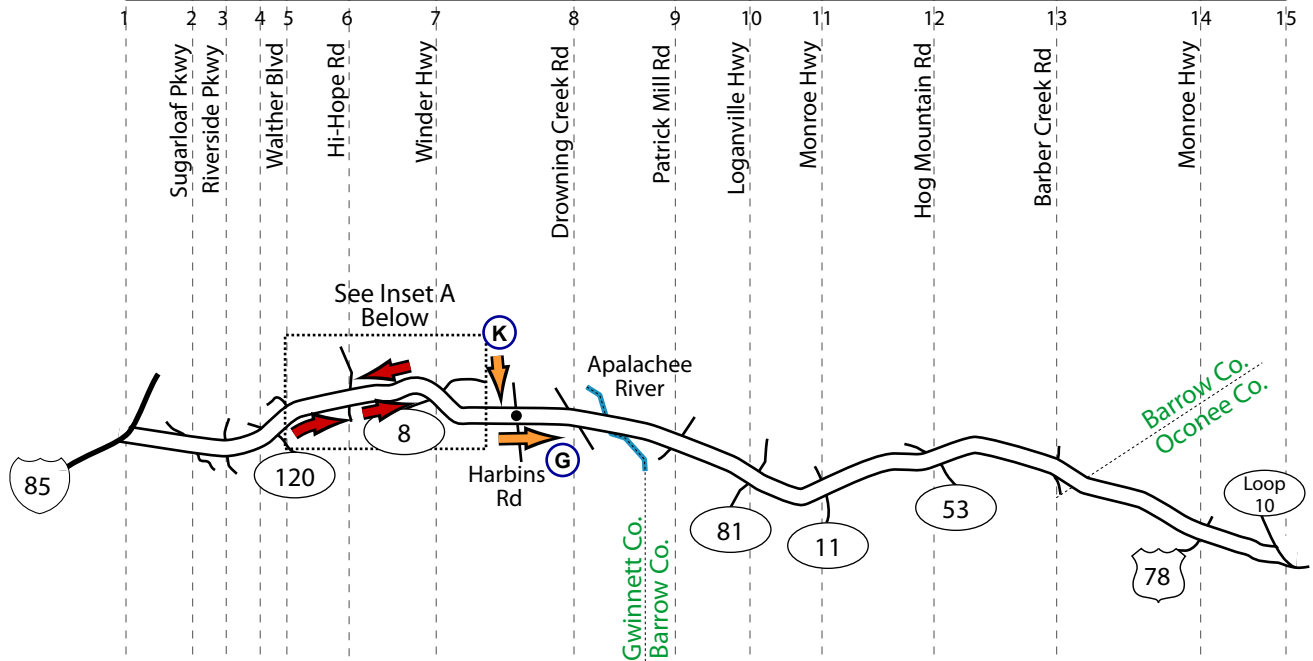 1 2 3 4 5 6 7 8 9 10 11 12 13 14 15
Sugarloaf Pkwy
Riverside Pkwy
Walther Blvd
Hi-Hope Rd
Winder Hwy
Drowning Creek Rd
Patrick Mill Rd
Loganville Hwy
Monroe Hwy
Hog Mountain Rd
Barber Creek Rd
Monroe Hwy
See Inset A
Below
K
Apalachee
River
Barrow Co.
Oconee Co.
8
G
Harbins
Rd
120
85
81
11
53
Loop
10
78
Gwinnett Co.
Barrow Co.